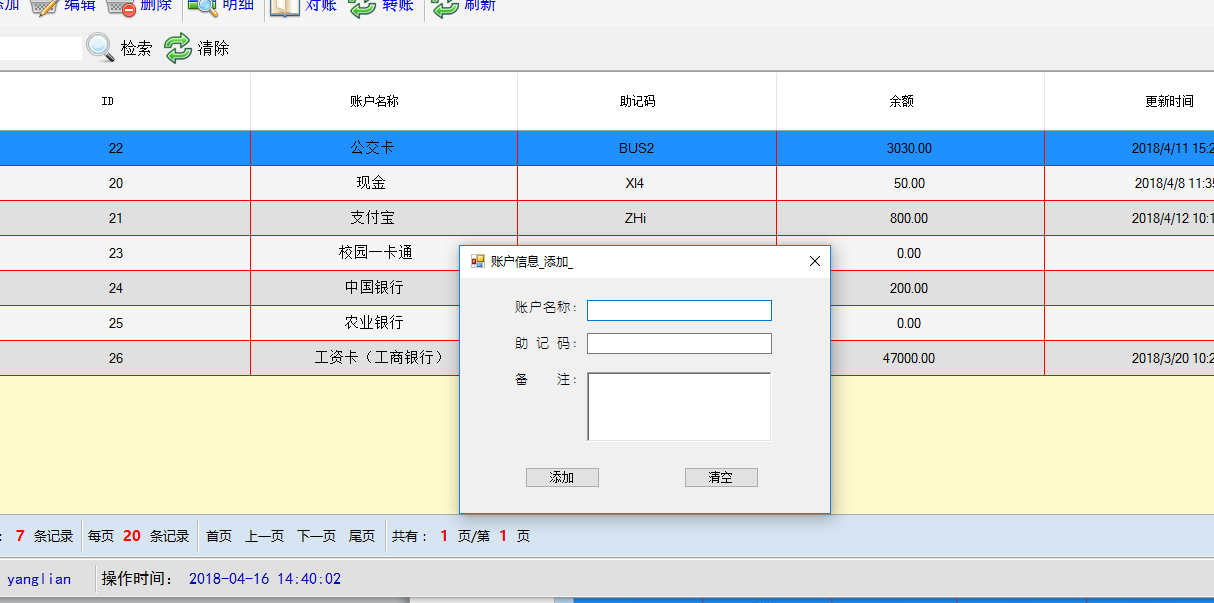 添加 编辑 删除 明细 对账 转账 刷新
检索 清除
ID 账户名称 助记码 余额 更新时间
22 公交卡 BUS2 3030.00 2018/4/11 15:2
20 现金 XI4 50.00 2018/4/8 11:35
21 支付宝 ZHi 800.00 2018/4/12 10:1
23 校园一卡通 0.00
24 中国银行 200.00
25 农业银行 0.00
26 工资卡（工商银行） 47000.00 2018/3/20 10:2
账户信息_添加_
账户名称：
助 记 码：
备 注：
添加 清空
： 7 条记录 每页 20 条记录 首页 上一页 下一页 尾页 共有： 1 页/第 1 页
yanglian 操作时间： 2018-04-16 14:40:02